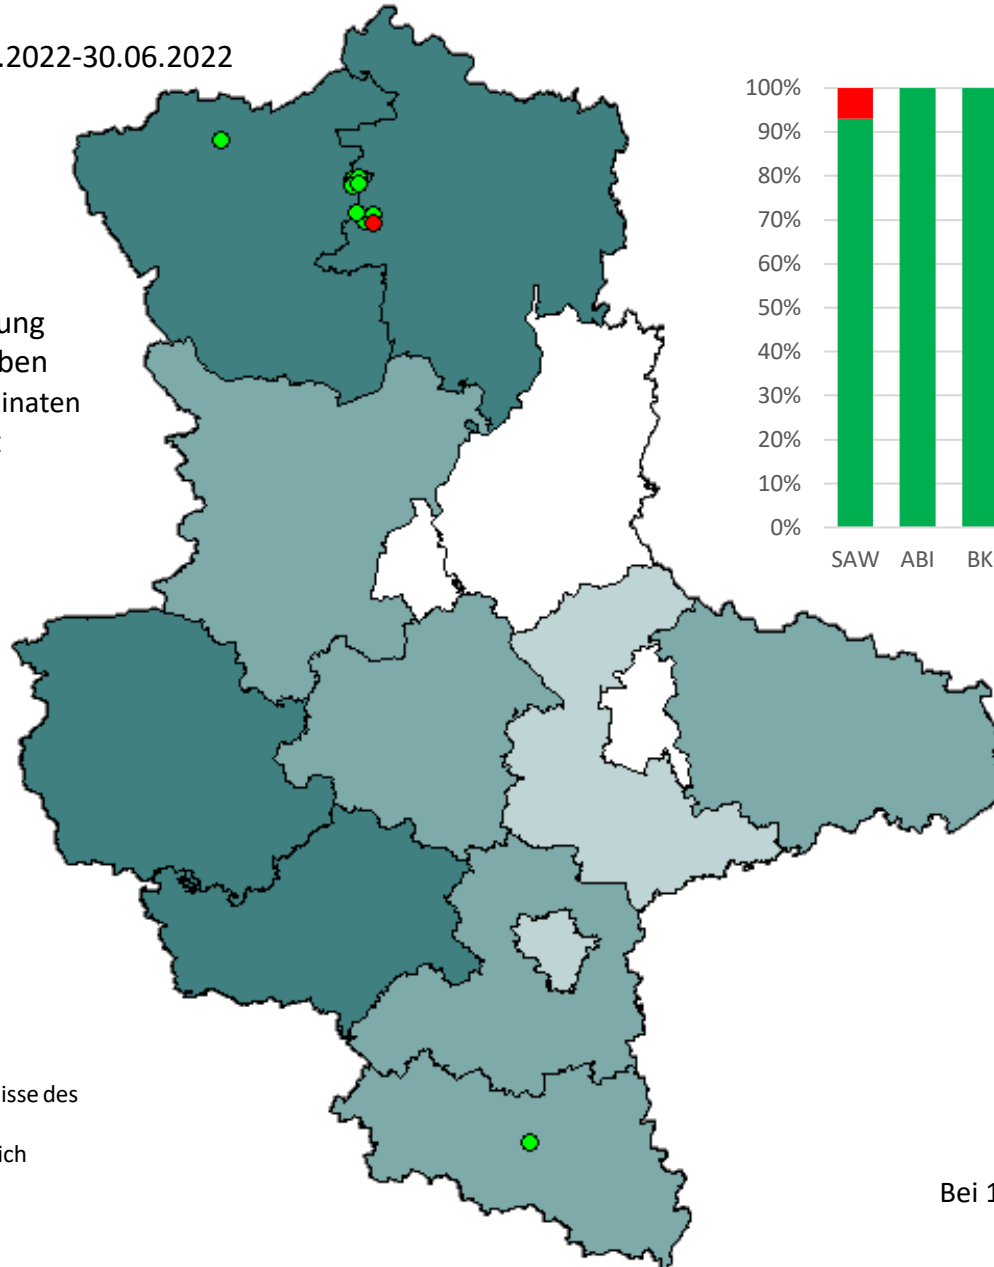 .2022-30.06.2022
ung
ben
inaten
100%
90%
80%
70%
60%
50%
40%
30%
20%
10%
0%
SAW ABI BK
isse des
ich
Bei 1